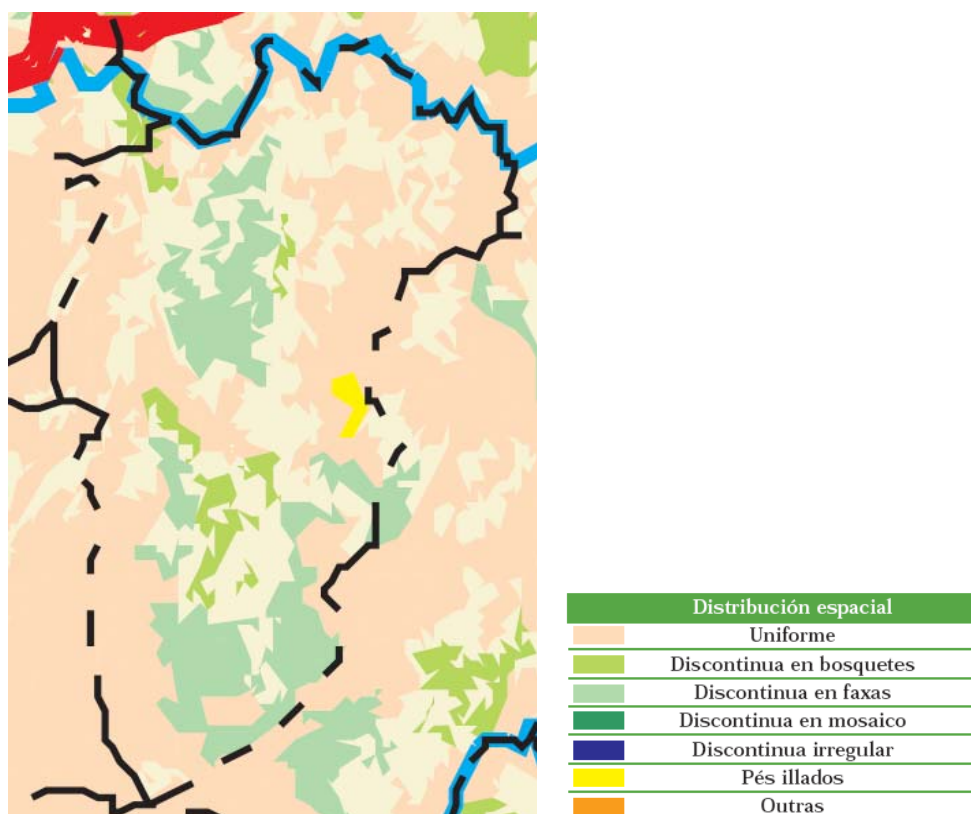 Distribución espacial
Uniforme
Discontinua en bosquetes
Discontinua en faxas
Discontinua en mosaico
Discontinua irregular
Pés illados
Outras